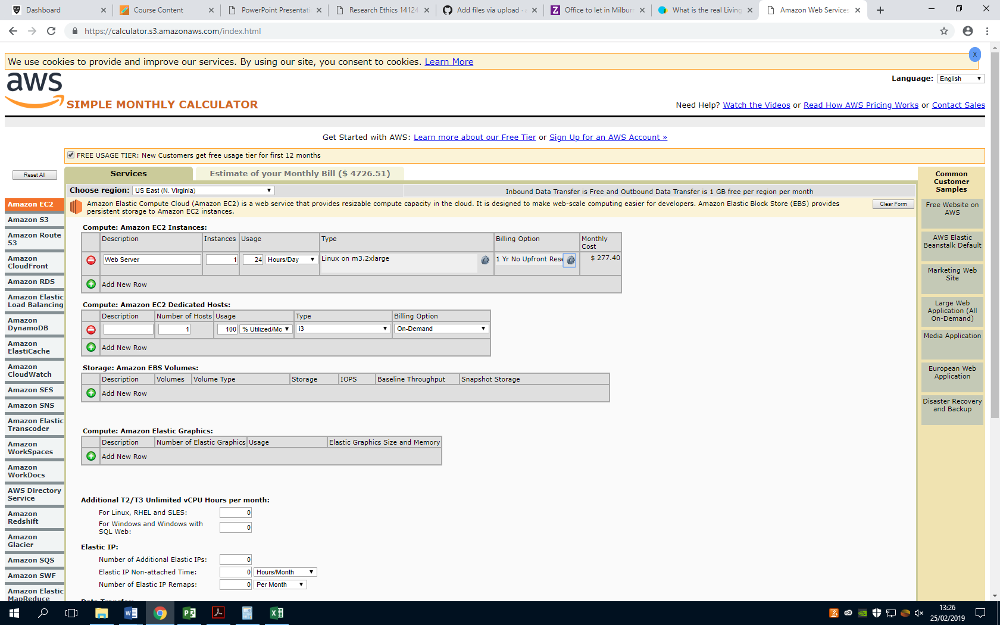 Dashboard
Course Content
PowerPoint Presentati
Research Ethics 14124
Add files via upload ·
Office to let in Milburn
What is the real Living
Amazon Web Services
https://calculator.s3.amazonaws.com/index.html
We use cookies to provide and improve our services. By using our site, you consent to cookies. Learn More
x
aws
SIMPLE MONTHLY CALCULATOR
Language: English
Need Help? Watch the Videos or Read How AWS Pricing Works or Contact Sales
Get Started with AWS: Learn more about our Free Tier or Sign Up for an AWS Account »
FREE USAGE TIER: New Customers get free usage tier for first 12 months
Reset All
Services
Estimate of your Monthly Bill ($ 4726.51)
Choose region: US East (N. Virginia)
Inbound Data Transfer is Free and Outbound Data Transfer is 1 GB free per region per month
Amazon Elastic Compute Cloud (Amazon EC2) is a web service that provides resizable compute capacity in the cloud. It is designed to make web-scale computing easier for developers. Amazon Elastic Block Store (EBS) provides
persistent storage to Amazon EC2 instances.
Clear Form
Amazon EC2
Amazon S3
Amazon Route
53
Amazon
CloudFront
Amazon RDS
Amazon Elastic
Load Balancing
Amazon
DynamoDB
Amazon
ElastiCache
Amazon
CloudWatch
Amazon SES
Amazon SNS
Amazon Elastic
Transcoder
Amazon
WorkSpaces
Amazon
WorkDocs
AWS Directory
Service
Amazon
Redshift
Amazon
Glacier
Amazon SQS
Amazon SWF
Amazon Elastic
MapReduce
Compute: Amazon EC2 Instances:
Description Instances Usage Type Billing Option Monthly
Cost
Web Server 1 24 Hours/Day Linux on m3.2xlarge 1 Yr No Upfront Rese $ 277.40
Add New Row
Compute: Amazon EC2 Dedicated Hosts:
Description Number of Hosts Usage Type Billing Option
1 100 % Utilized/Mo i3 On-Demand
Add New Row
Storage: Amazon EBS Volumes:
Description Volumes Volume Type Storage IOPS Baseline Throughput Snapshot Storage
Add New Row
Compute: Amazon Elastic Graphics:
Description Number of Elastic Graphics Usage Elastic Graphics Size and Memory
Add New Row
Additional T2/T3 Unlimited vCPU Hours per month:
For Linux, RHEL and SLES: 0
For Windows and Windows with
SQL Web: 0
Elastic IP:
Number of Additional Elastic IPs: 0
Elastic IP Non-attached Time: 0 Hours/Month
Number of Elastic IP Remaps: 0 Per Month
Data Transfer:
Common
Customer
Samples
Free Website on
AWS
AWS Elastic
Beanstalk Default
Marketing Web
Site
Large Web
Application (All
On-Demand)
Media Application
European Web
Application
Disaster Recovery
and Backup
13:26
25/02/2019